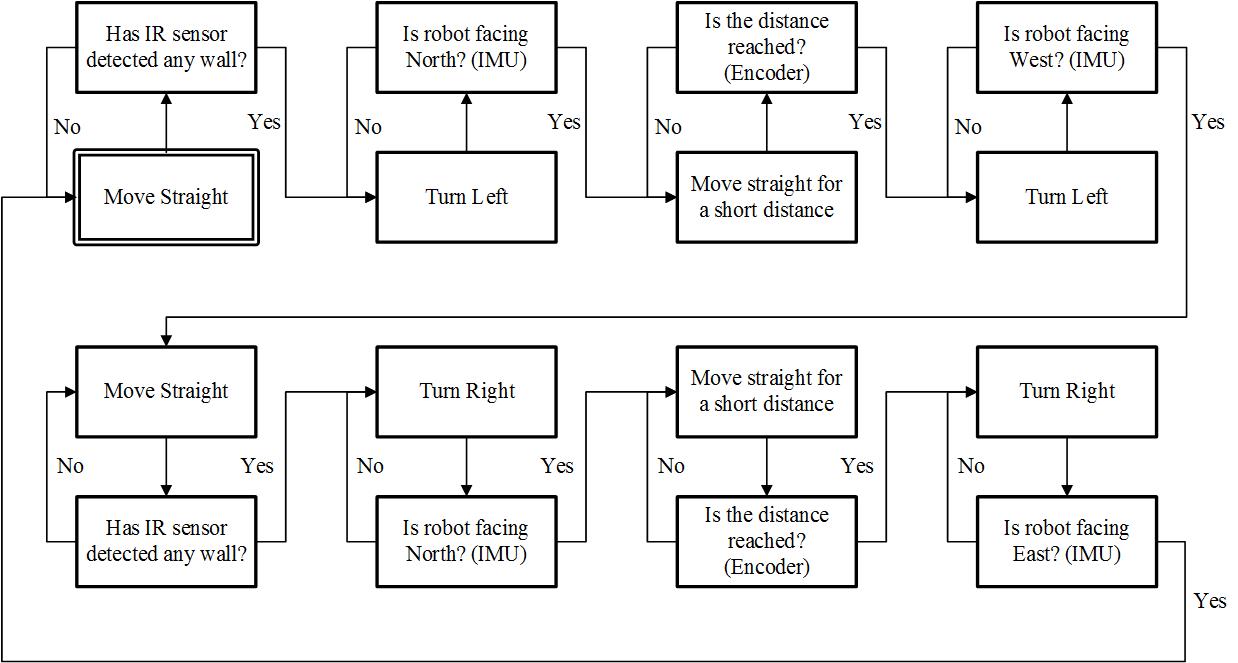 Has IR sensor
detected any wall?
Is robot facing
North? (IMU)
Is the distance
reached?
(Encoder)
Is robot facing
West? (IMU)
No
Yes
No
Yes
No
Yes
No
Yes
Move Straight
Turn Left
Move straight for
a short distance
Turn Left
Move Straight
Turn Right
Move straight for
a short distance
Turn Right
No
Yes
No
Yes
No
Yes
No
Has IR sensor
detected any wall?
Is robot facing
North? (IMU)
Is the distance
reached?
(Encoder)
Is robot facing
East? (IMU)
Yes